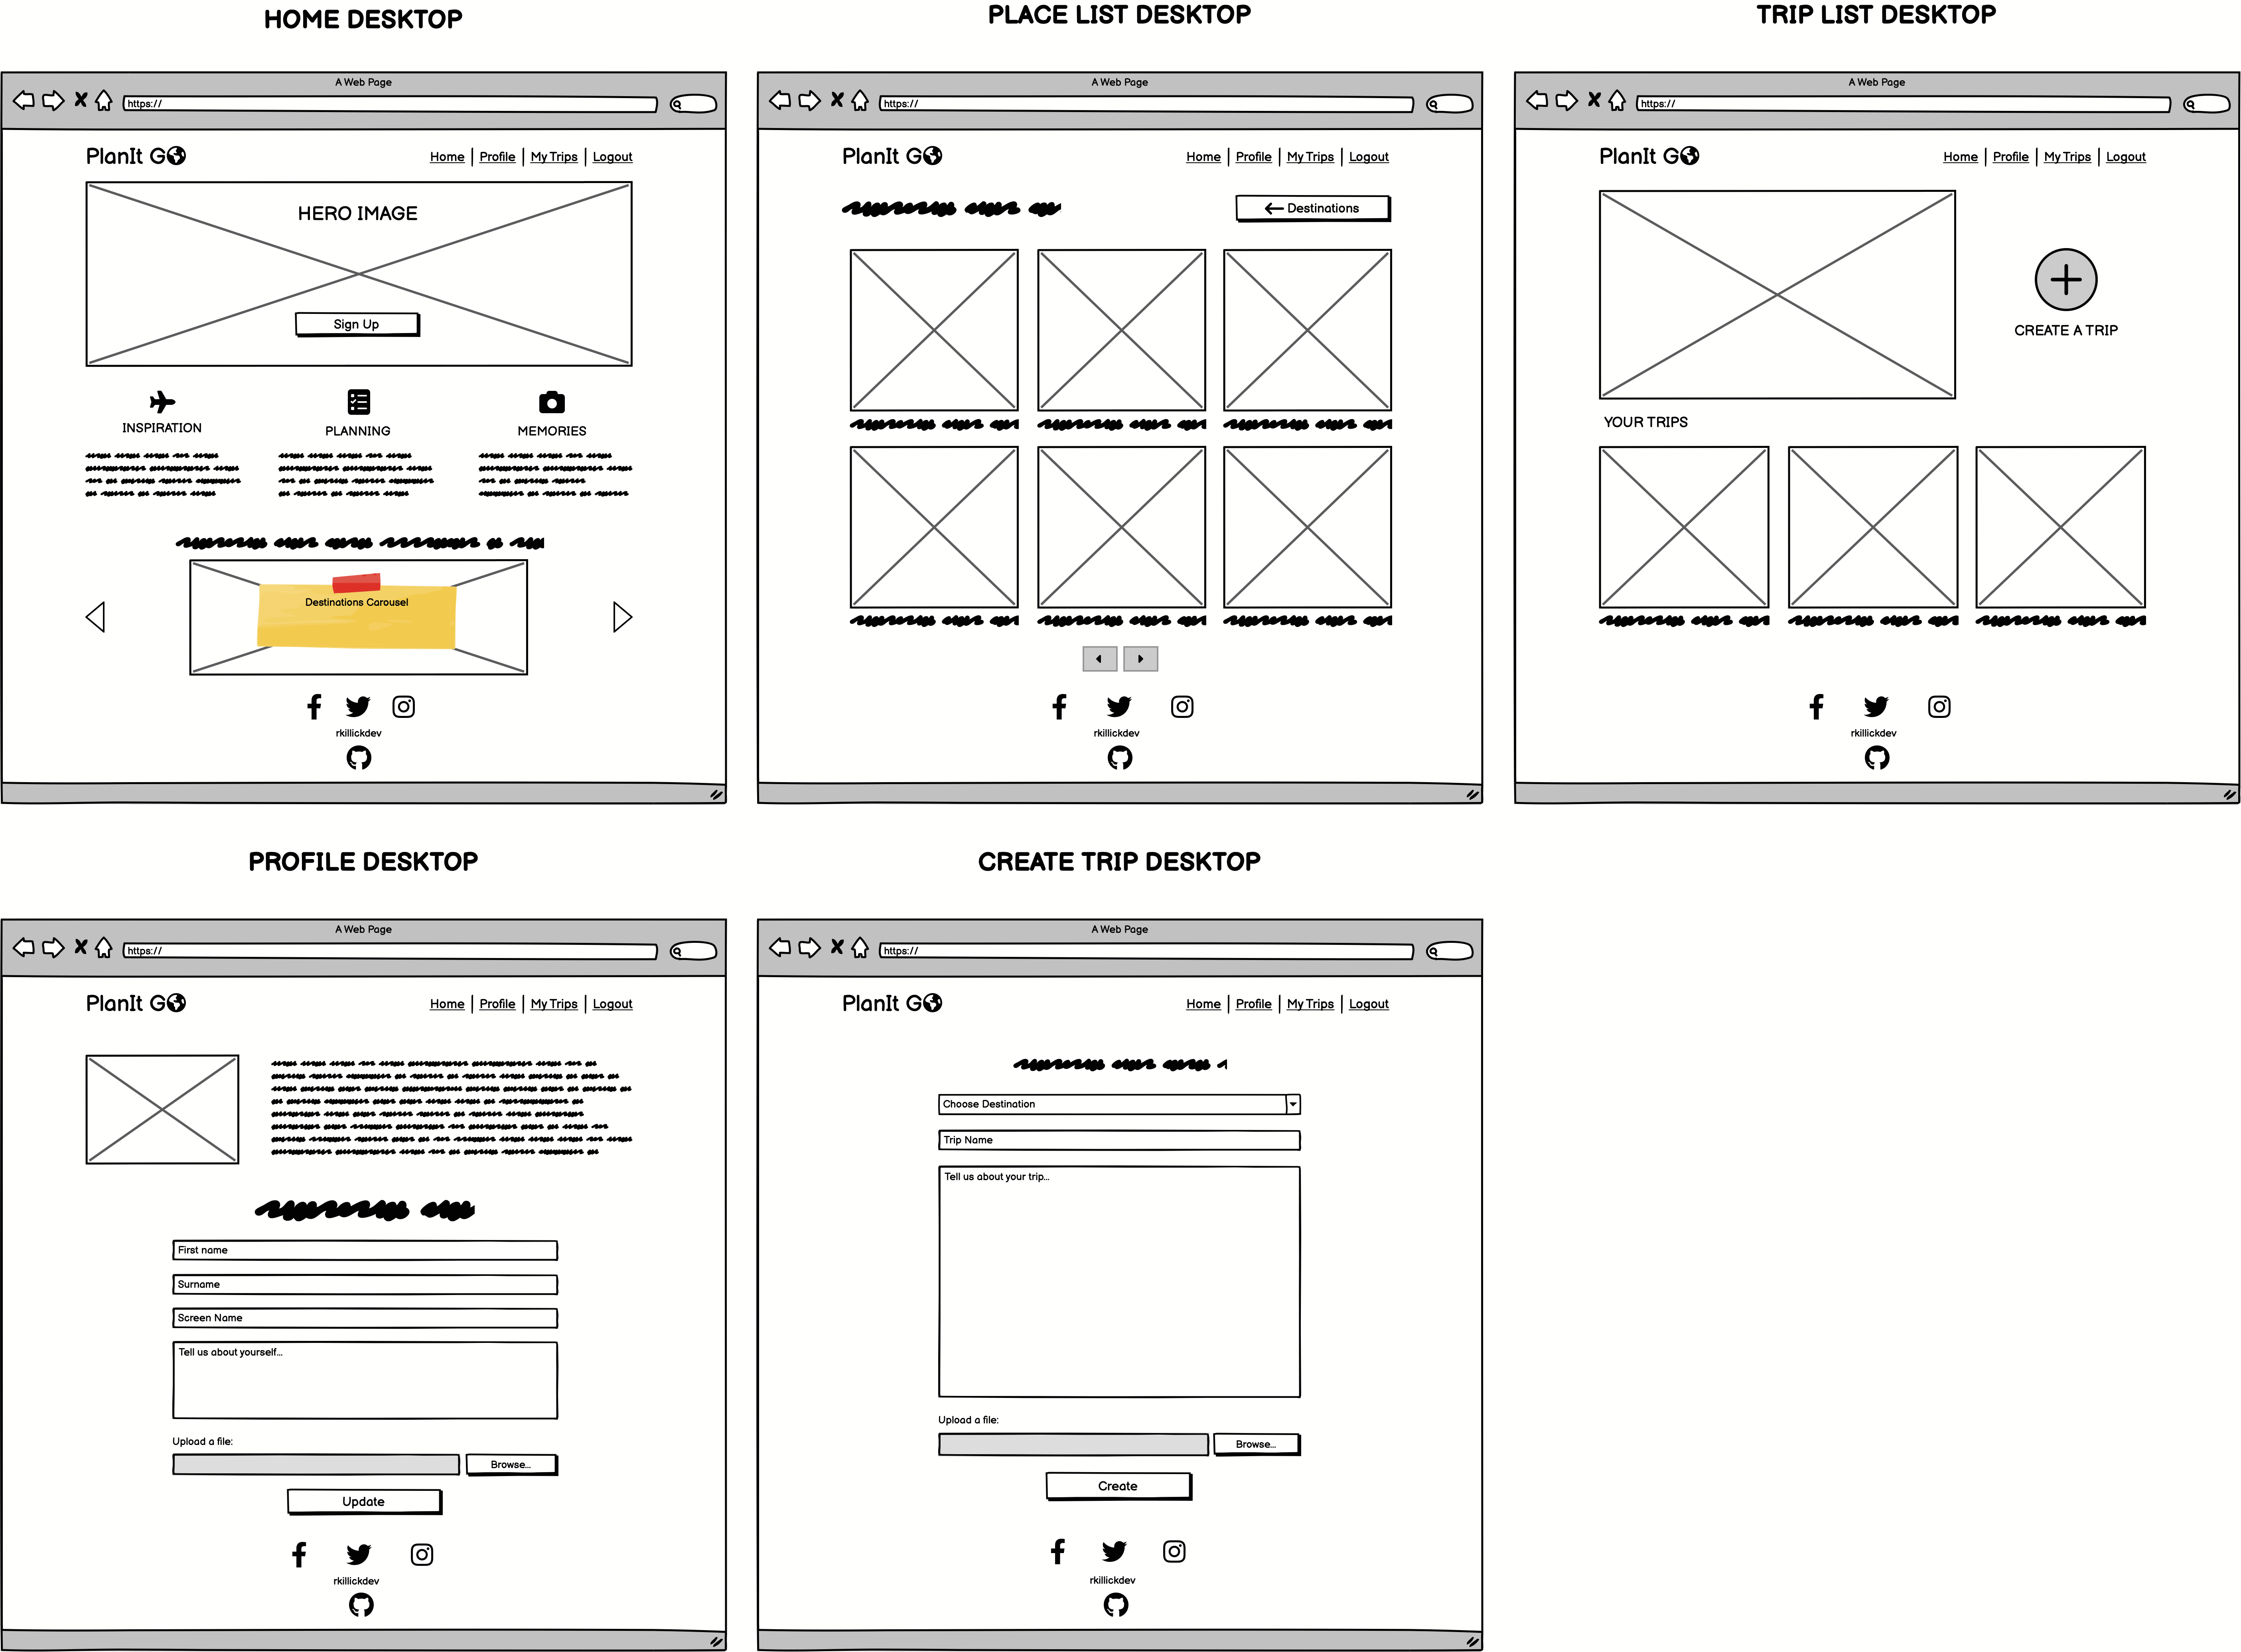 HOME DESKTOP
A Web Page
https://
PlanIt G
Home | Profile | My Trips | Logout
HERO IMAGE
Sign Up
INSPIRATION
PLANNING
MEMORIES
Destinations Carousel
rkillickdev
PLACE LIST DESKTOP
A Web Page
https://
PlanIt G
Home | Profile | My Trips | Logout
Destinations
rkillickdev
TRIP LIST DESKTOP
A Web Page
https://
PlanIt G
Home | Profile | My Trips | Logout
CREATE A TRIP
YOUR TRIPS
rkillickdev
PROFILE DESKTOP
A Web Page
https://
PlanIt G
Home | Profile | My Trips | Logout
First name
Surname
Screen Name
Tell us about yourself...
Upload a file:
Browse...
Update
rkillickdev
CREATE TRIP DESKTOP
A Web Page
https://
PlanIt G
Home | Profile | My Trips | Logout
Choose Destination
Trip Name
Tell us about your trip...
Upload a file:
Browse...
Create
rkillickdev